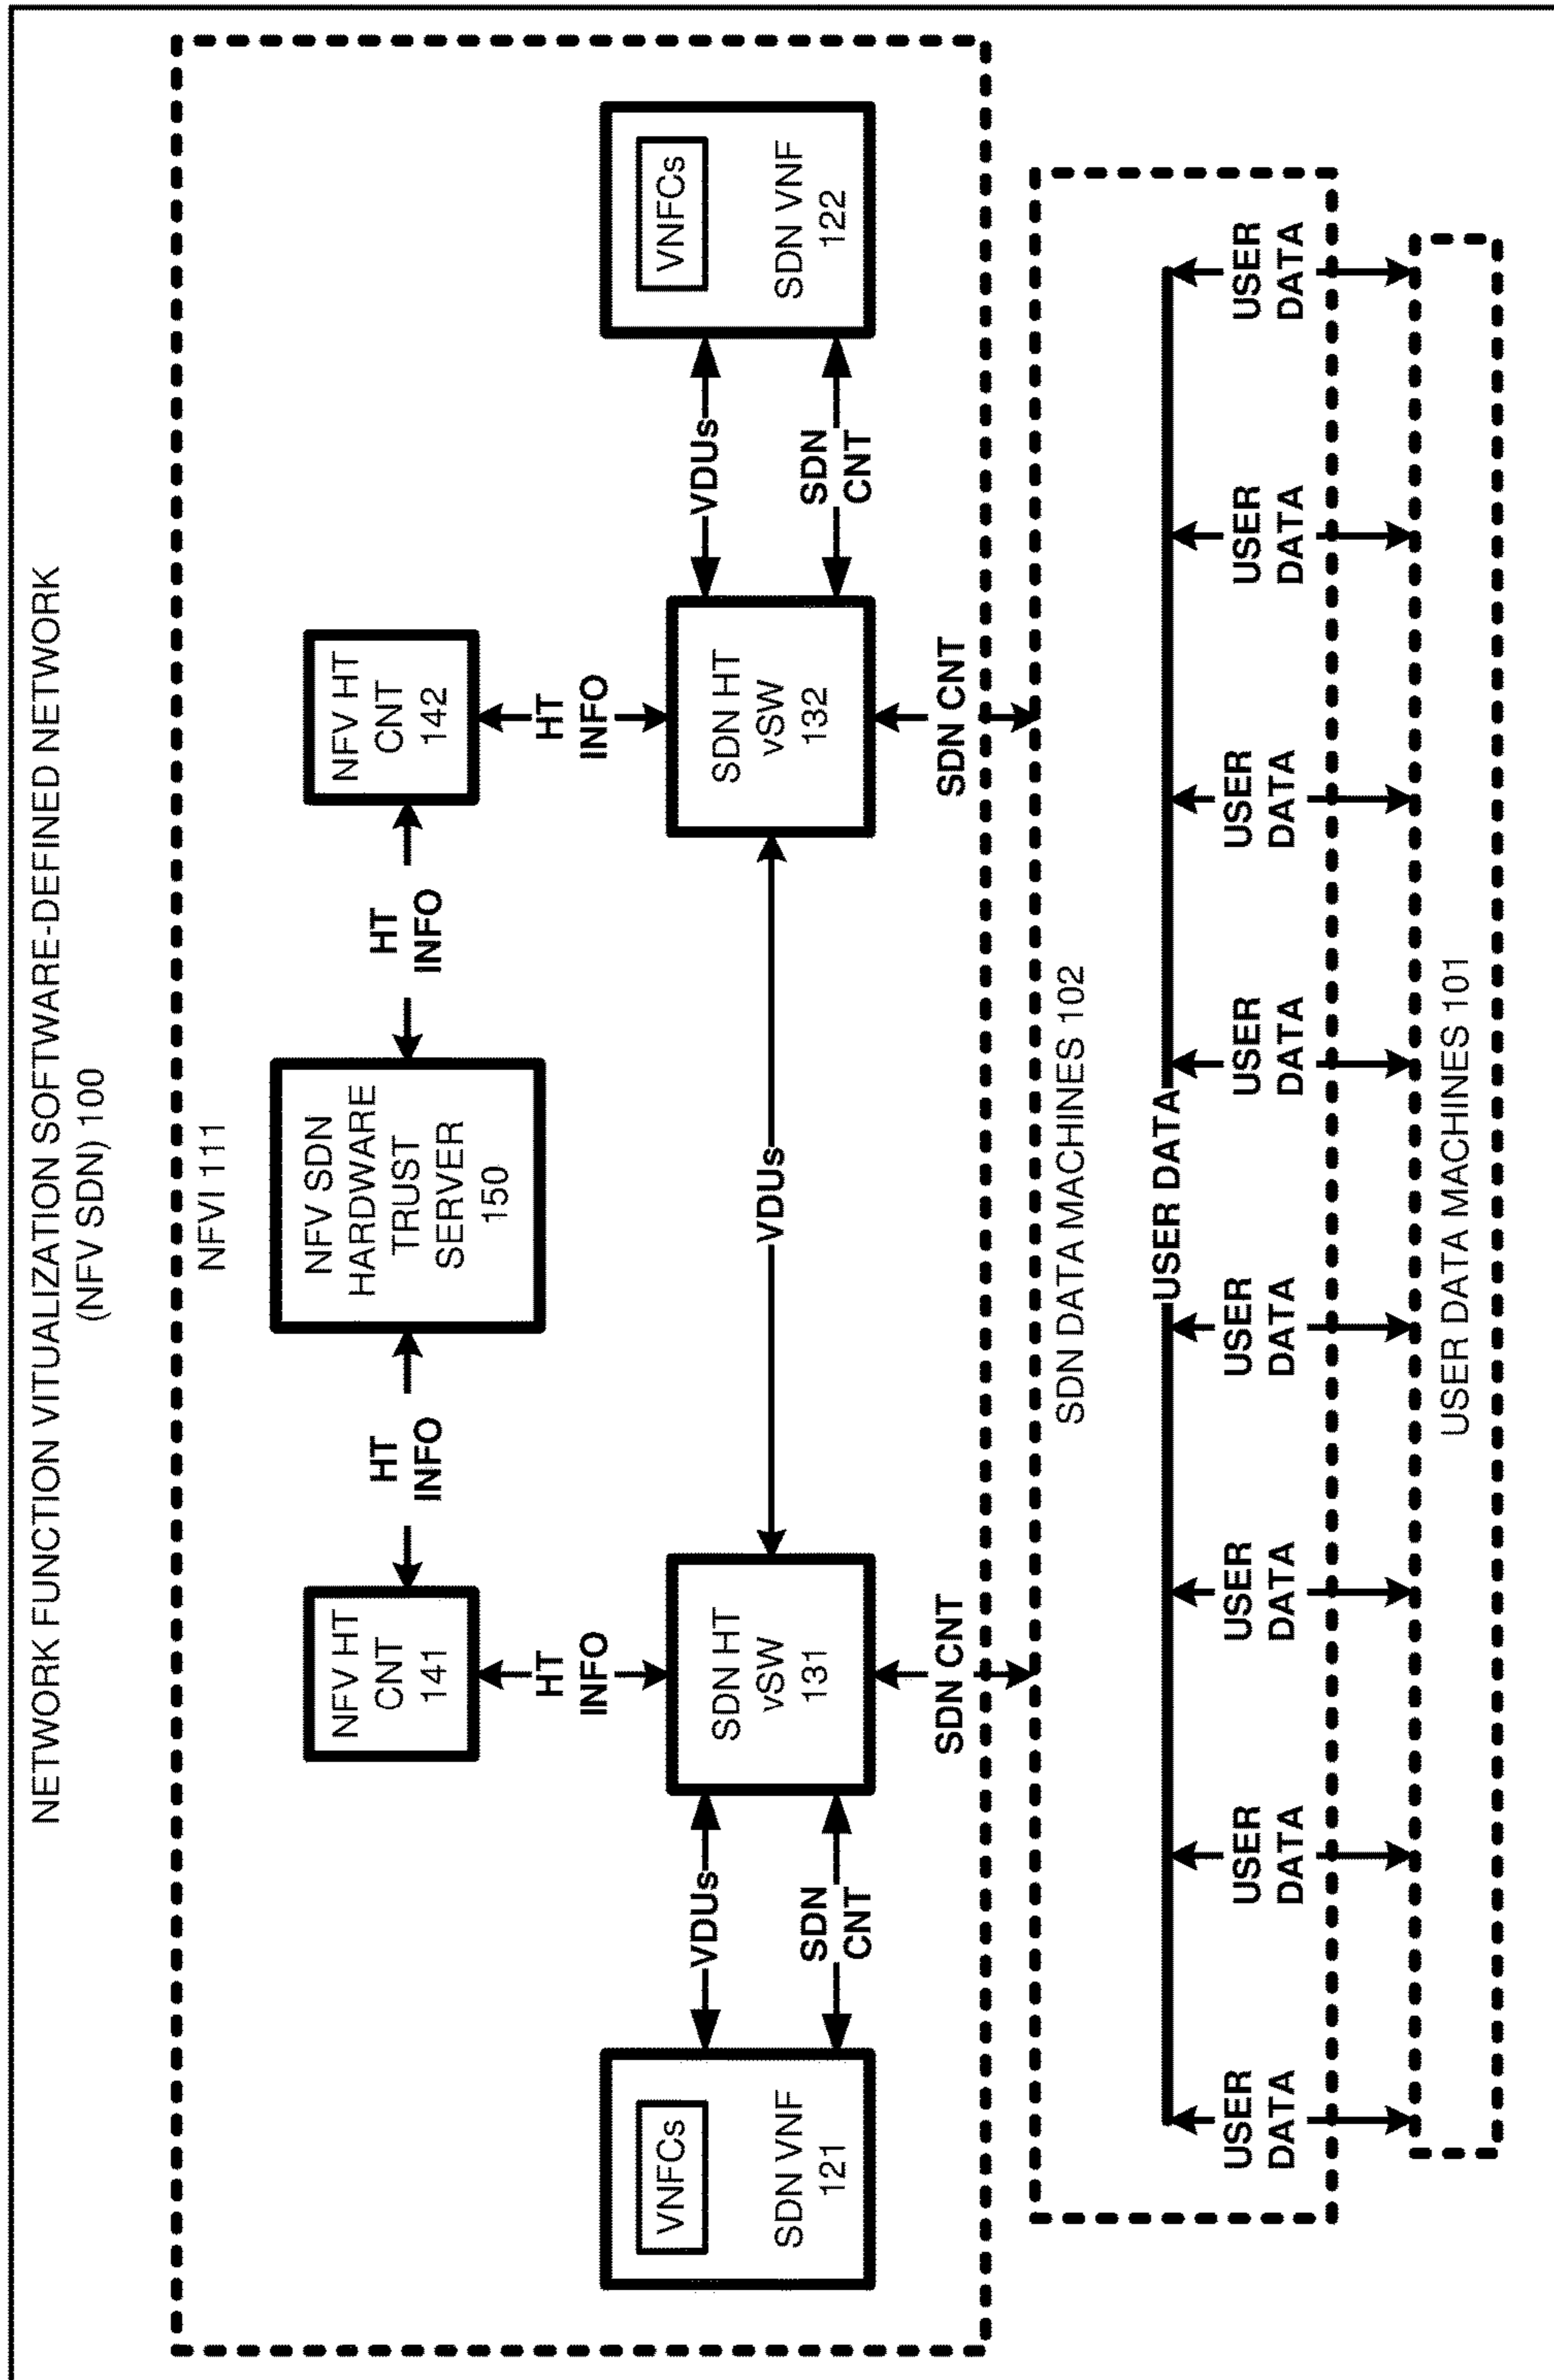 NETWORK FUNCTION VITUALIZATION SOFTWARE-DEFINED NETWORK
(NFV SDN) 100
NFVI 111
NFV HT
CNT
141
HT
INFO
NFV SDN
HARDWARE
TRUST
SERVER
150
HT
INFO
NFV HT
CNT
142
HT
INFO
HT
INFO
VNFCs
SDN VNF
121
VDUs
SDN
CNT
SDN HT
vSW
131
VDUs
SDN HT
vSW
132
VDUs
SDN
CNT
VNFCs
SDN VNF
122
SDN CNT
SDN CNT
SDN DATA MACHINES 102
USER DATA
USER
DATA
USER
DATA
USER
DATA
USER
DATA
USER
DATA
USER
DATA
USER
DATA
USER
DATA
USER DATA MACHINES 101